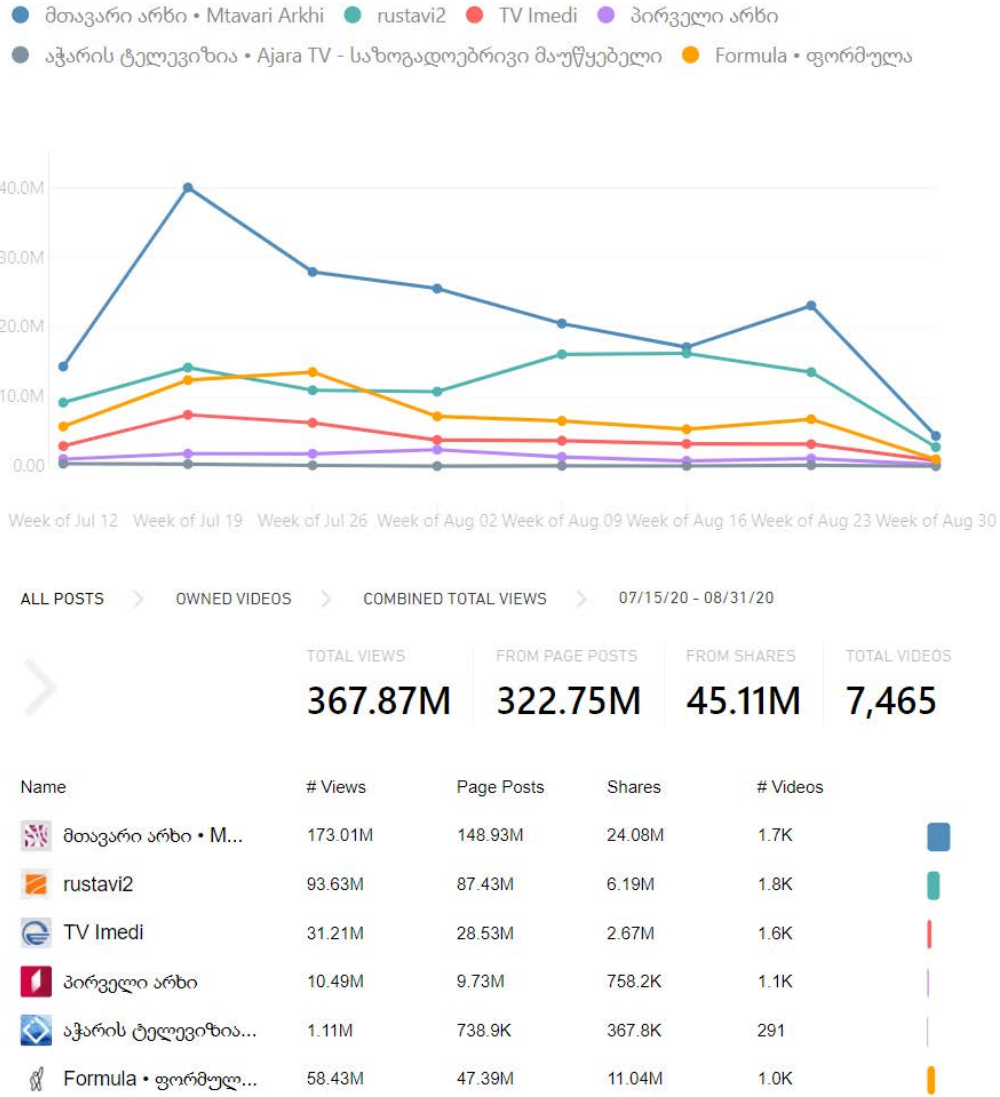 მთავარი არხი • Mtavari Arkhi rustavi2 TV Imedi პირველი არხი
აჭარის ტელევიზია • Ajara TV - საზოგადოებრივი მაუწყებელი Formula • ფორმულა
40.0M
30.0M
20.0M
10.0M
0.00
Week of Jul 12 Week of Jul 19 Week of Jul 26 Week of Aug 02 Week of Aug 09 Week of Aug 16 Week of Aug 23 Week of Aug 30
ALL POSTS OWNED VIDEOS COMBINED TOTAL VIEWS 07/15/20 - 08/31/20
TOTAL VIEWS FROM PAGE POSTS FROM SHARES TOTAL VIDEOS
367.87M 322.75M 45.11M 7,465
Name # Views Page Posts Shares # Videos
მთავარი არხი • M... 173.01M 148.93M 24.08M 1.7K
rustavi2 93.63M 87.43M 6.19M 1.8K
TV Imedi 31.21M 28.53M 2.67M 1.6K
პირველი არხი 10.49M 9.73M 758.2K 1.1K
აჭარის ტელევიზია... 1.11M 738.9K 367.8K 291
Formula • ფორმულ... 58.43M 47.39M 11.04M 1.0K